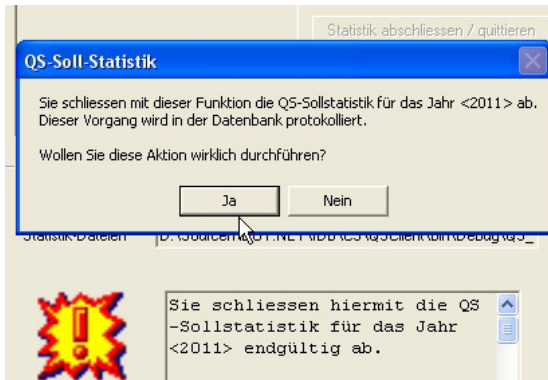 Statistik abschliessen / quittieren
QS-Soll-Statistik
Sie schliessen mit dieser Funktion die QS-Sollstatistik für das Jahr <2011> ab.
Dieser Vorgang wird in der Datenbank protokolliert.
Wollen Sie diese Aktion wirklich durchführen?
Ja
Nein
Statistik-Dateien
Sie schliessen hiermit die QS
-Sollstatistik für das Jahr
<2011> endgültig ab.